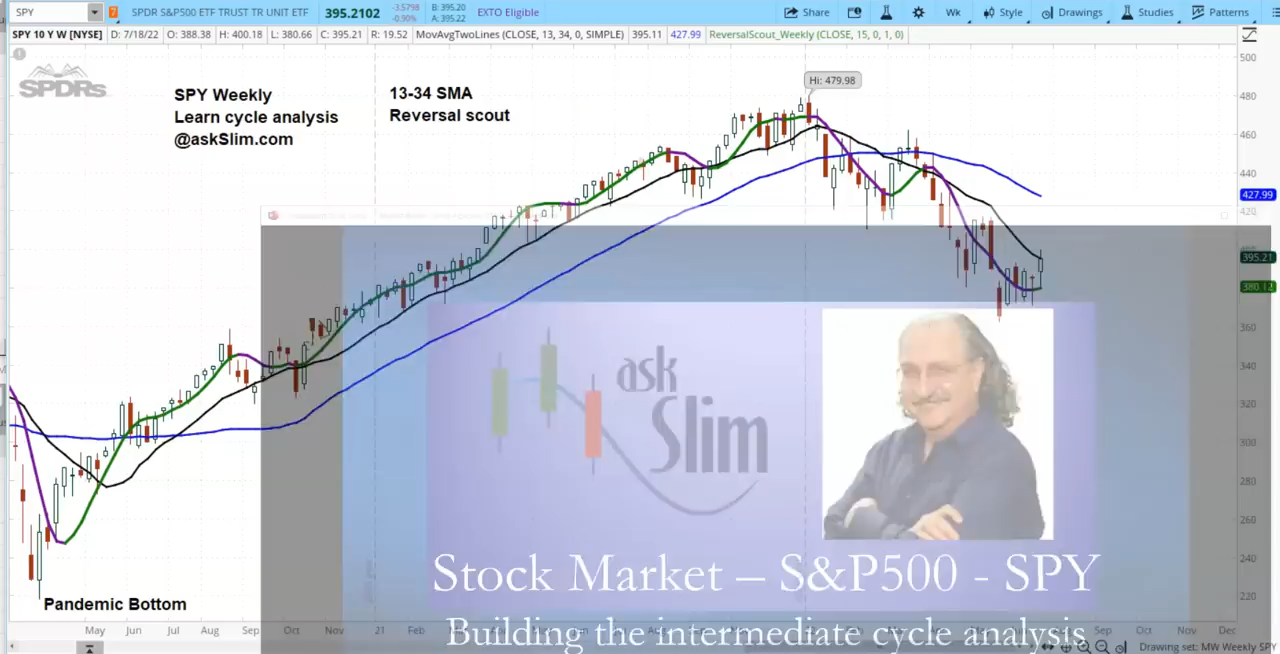 SPY
SPDR S&P500 ETF TRUST TR UNIT ETF
395.2102
-3.5798
-0.90%
B: 395.20
A: 395.22
EXTO Eligible
Share
Wk
Style
Drawings
Studies
Patterns
SPY 10 Y W [NYSE]
D: 7/18/22
O: 388.38
H: 400.18
L: 380.66
C: 395.21
R: 19.52
MovAvgTwoLines (CLOSE, 13, 34, 0, SIMPLE)
395.11
427.99
ReversalScout_Weekly (CLOSE, 15, 0, 1, 0)
SPDRs
SPY Weekly
Learn cycle analysis
@askSlim.com
13-34 SMA
Reversal scout
Hi: 479.98
500
480
460
440
427.99
420
395.21
380.12
360
340
320
300
280
260
240
220
ask
Slim
Stock Market – S&P500 - SPY
Building the intermediate cycle analysis
Pandemic Bottom
May Jun Jul Aug Sep Oct Nov 21 Feb
Sep Oct Nov Dec
Drawing set: MW Weekly SPY